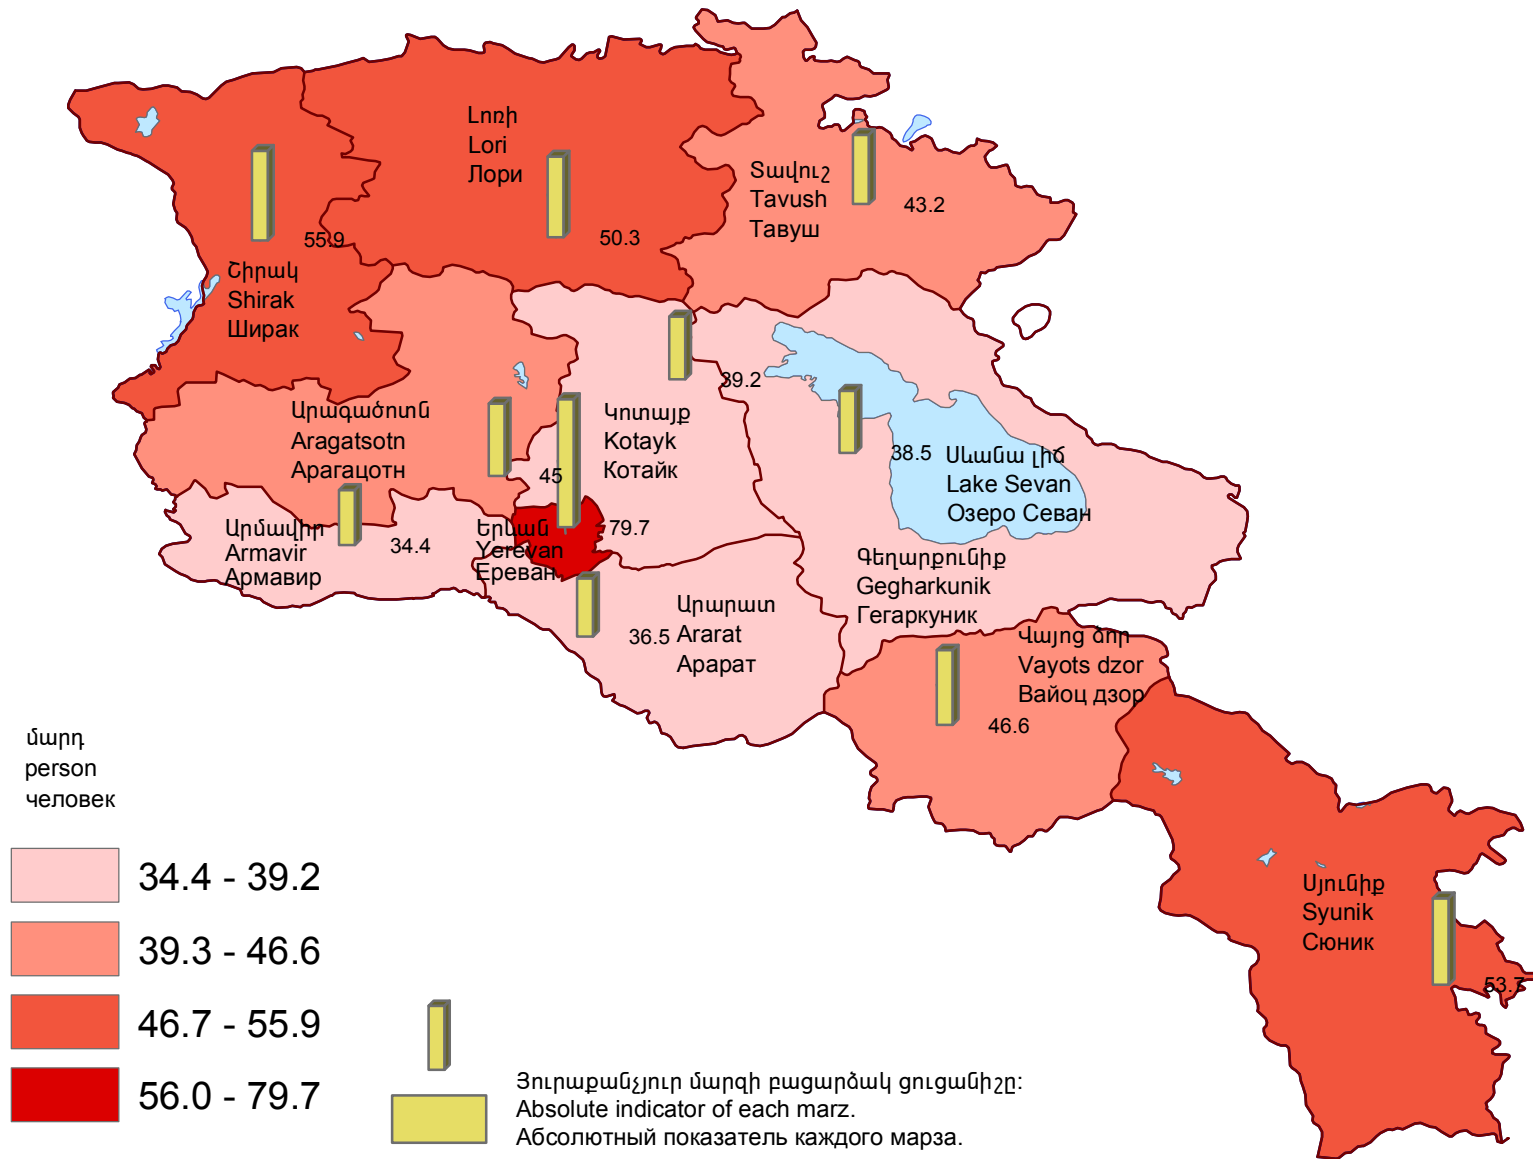 Լոռի
Lori
Лори
50.3
Տավուշ
Tavush
Тавуш
43.2
55.9
Շիրակ
Shirak
Ширак
39.2
Արագածոտն
Aragatsotn
Арагацотн
45
Կոտայք
Kotayk
Котайк
38.5
Սևանա լիճ
Lake Sevan
Озеро Севан
Արմավիր
Armavir
Армавир
34.4
Երևան
Yerevan
Ереван
79.7
Գեղարքունիք
Gegharkunik
Гегаркуник
36.5
Արարատ
Ararat
Арарат
Վայոց ձոր
Vayots dzor
Вайоц дзор
46.6
Սյունիք
Syunik
Сюник
53.7
մարդ
person
человек
34.4 - 39.2
39.3 - 46.6
46.7 - 55.9
56.0 - 79.7
Յուրաքանչյուր մարզի բացարձակ ցուցանիշը:
Absolute indicator of each marz.
Абсолютный показатель каждого марза.